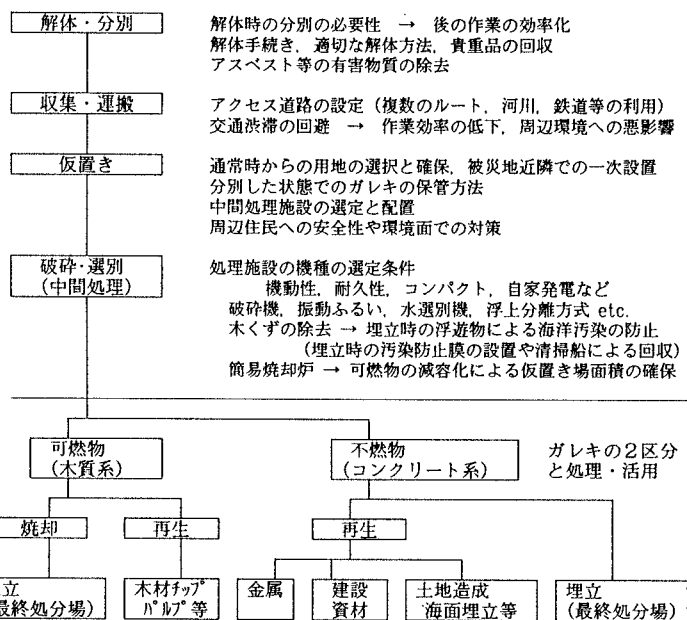 解体・分別
解体時の分別の必要性 → 後の作業の効率化
解体手続き, 適切な解体方法, 貴重品の回収
アスベスト等の有害物質の除去
収集・運搬
アクセス道路の設定（複数のルート, 河川, 鉄道等の利用）
交通渋滞の回避 → 作業効率の低下, 周辺環境への悪影響
仮置き
通常時からの用地の選択と確保, 被災地近隣での一次設置
分別した状態でのガレキの保管方法
中間処理施設の選定と配置
周辺住民への安全性や環境面での対策
破砕・選別
(中間処理)
処理施設の機種の選定条件
機動性, 耐久性, コンパクト, 自家発電など
破砕機, 振動ふるい, 水選別機, 浮上分離方式 etc.
木くずの除去 → 埋立時の浮遊物による海洋汚染の防止
(埋立時の汚染防止膜の設置や清掃船による回収)
簡易焼却炉 → 可燃物の減容化による仮置き場面積の確保
可燃物
(木質系)
不燃物
(コンクリート系)
ガレキの2区分
と処理・活用
焼却
再生
再生
立
最終処分場)
木材チップ
パルプ等
金属
建設
資材
土地造成
海面埋立等
埋立
(最終処分場)